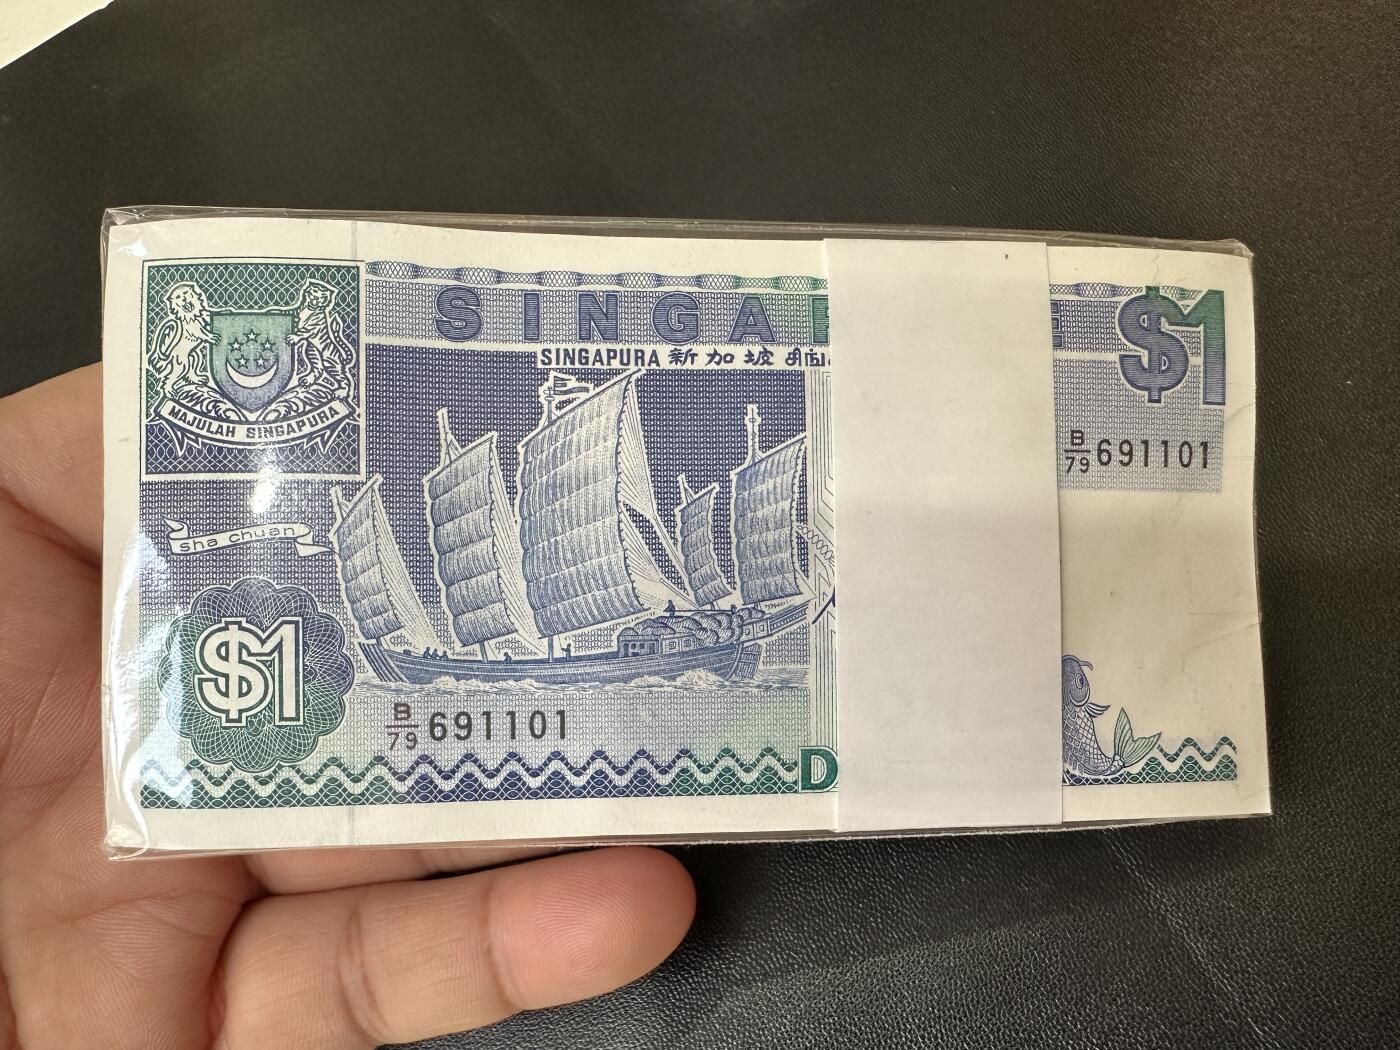 SINGA
E
$1
SINGAPURA 新加坡 சிங்
MAJULAH SINGAPURA
B/79 691101
sha chuan
$1
B/79 691101
D